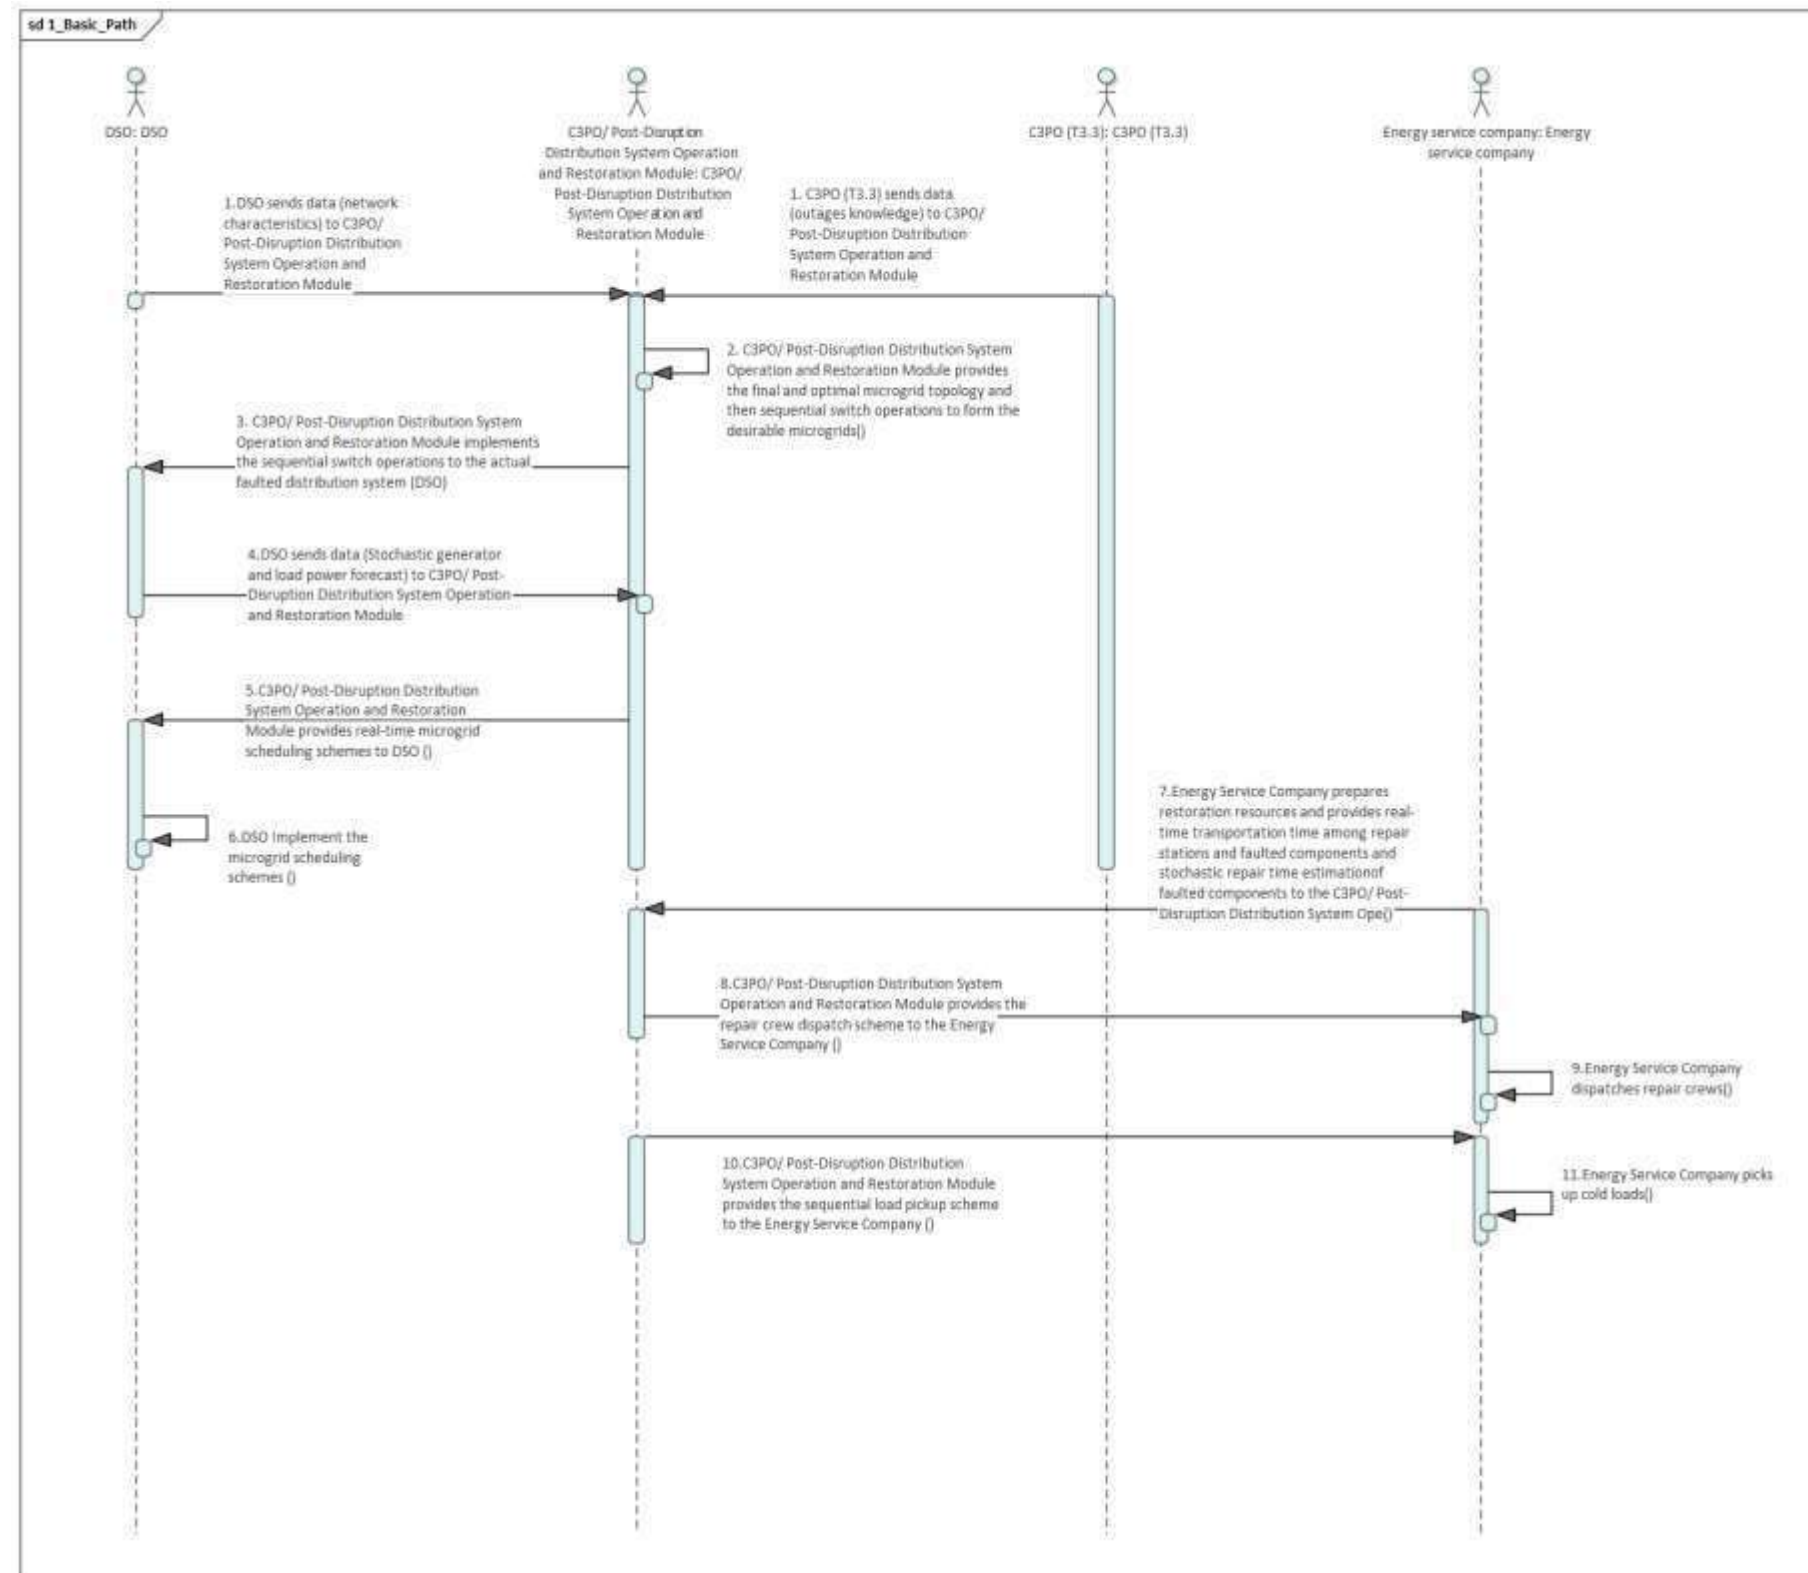 sd 1_Basic_Path
DSO: DSO
C3PO/ Post-Disruption
Distribution System Operation
and Restoration Module: C3PO/
Post-Disruption Distribution
System Operation and
Restoration Module
C3PO (T3.3): C3PO (T3.3)
Energy service company: Energy
service company
1.DSO sends data (network
characteristics) to C3PO/
Post-Disruption Distribution
System Operation and
Restoration Module
1. C3PO (T3.3) sends data
(outages knowledge) to C3PO/
Post-Disruption Distribution
System Operation and
Restoration Module
2. C3PO/ Post-Disruption Distribution System
Operation and Restoration Module provides
the final and optimal microgrid topology and
then sequential switch operations to form the
desirable microgrids()
3. C3PO/ Post-Disruption Distribution System
Operation and Restoration Module implements
the sequential switch operations to the actual
faulted distribution system (DSO)
4.DSO sends data (Stochastic generator
and load power forecast) to C3PO/ Post-
Disruption Distribution System Operation
and Restoration Module
5.C3PO/ Post-Disruption Distribution
System Operation and Restoration
Module provides real-time microgrid
scheduling schemes to DSO ()
6.DSO Implement the
microgrid scheduling
schemes ()
7.Energy Service Company prepares
restoration resources and provides real-
time transportation time among repair
stations and faulted components and
stochastic repair time estimationof
faulted components to the C3PO/ Post-
Disruption Distribution System Ope()
8.C3PO/ Post-Disruption Distribution System
Operation and Restoration Module provides the
repair crew dispatch scheme to the Energy
Service Company ()
9.Energy Service Company
dispatches repair crews()
10.C3PO/ Post-Disruption Distribution
System Operation and Restoration Module
provides the sequential load pickup scheme
to the Energy Service Company ()
11.Energy Service Company picks
up cold loads()